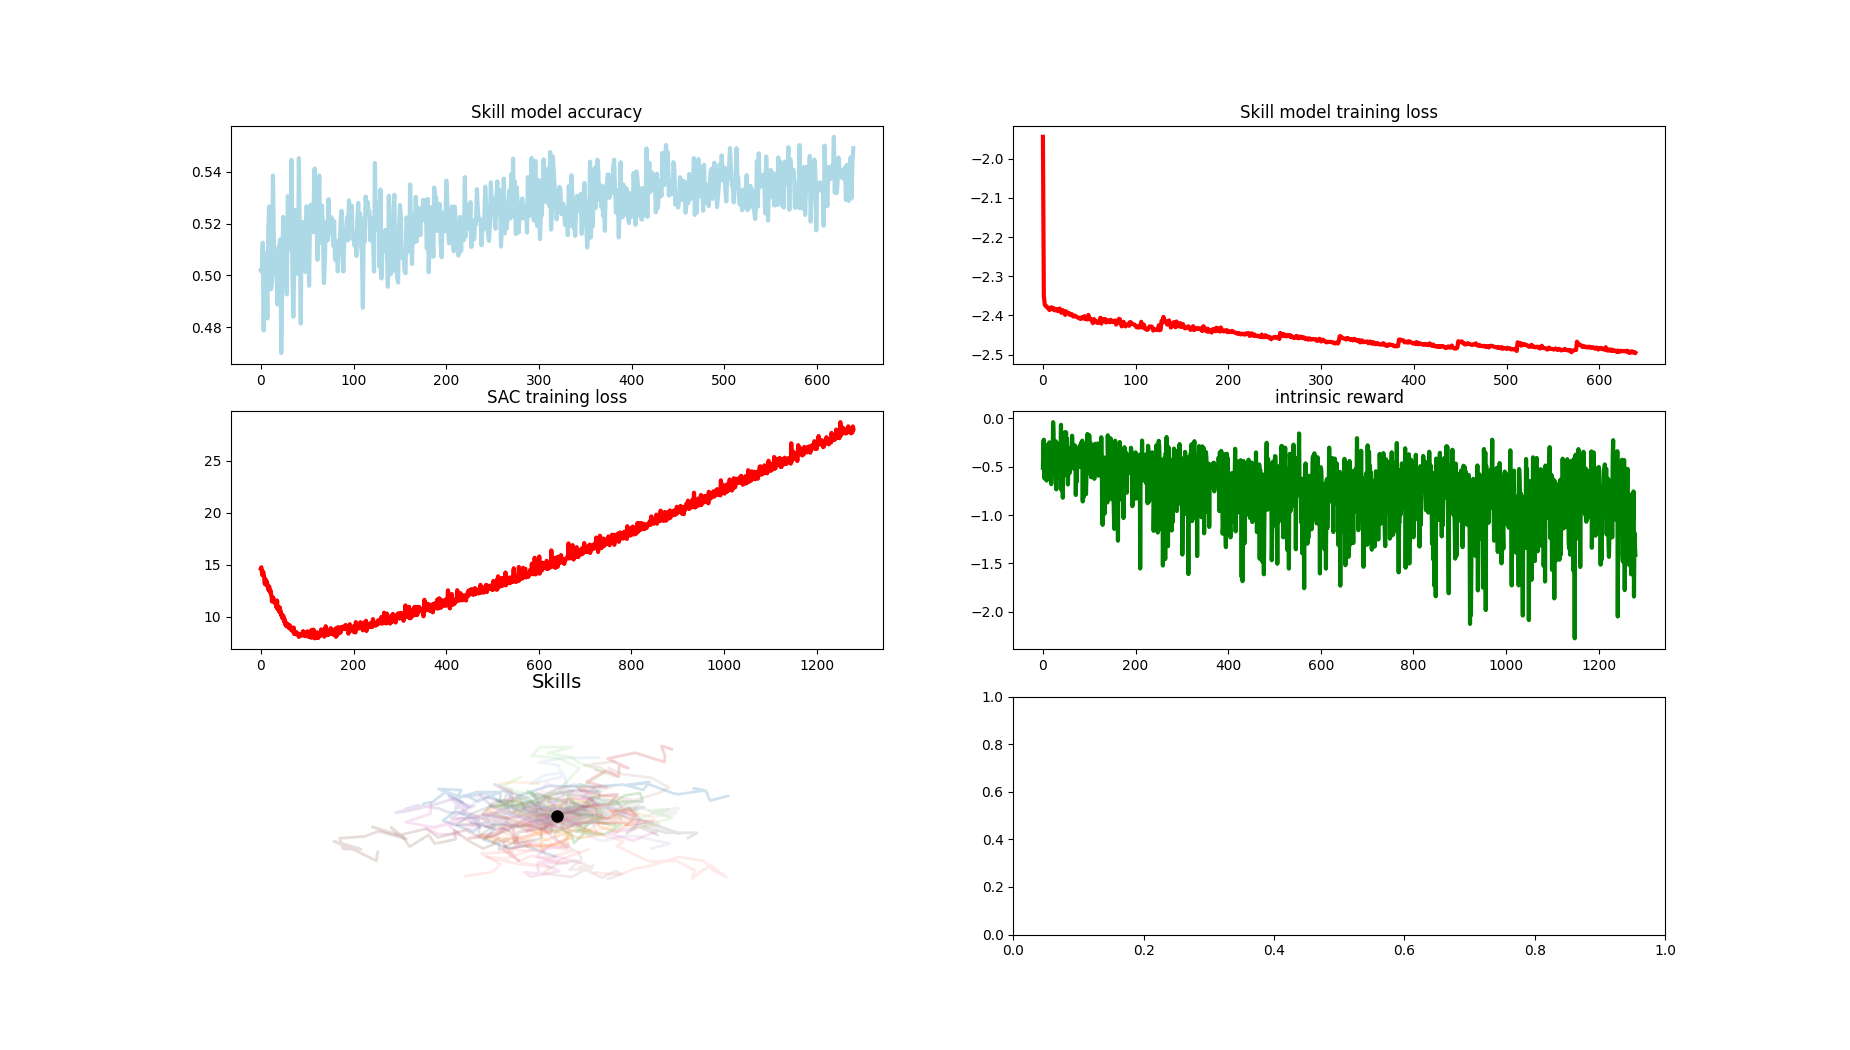 Skill model accuracy
0.54
0.52
0.50
0.48
0 100 200 300 400 500 600
Skill model training loss
−2.0
−2.1
−2.2
−2.3
−2.4
−2.5
0 100 200 300 400 500 600
SAC training loss
25
20
15
10
0 200 400 600 800 1000 1200
intrinsic reward
0.0
−0.5
−1.0
−1.5
−2.0
0 200 400 600 800 1000 1200
Skills
1.0
0.8
0.6
0.4
0.2
0.0
0.0 0.2 0.4 0.6 0.8 1.0